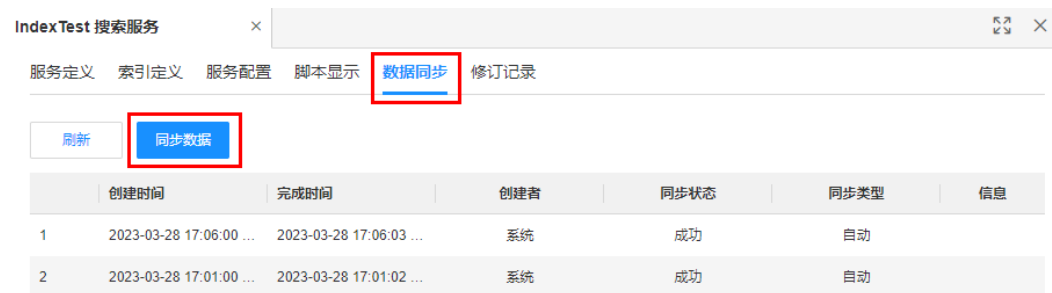 IndexTest 搜索服务
服务定义 索引定义 服务配置 脚本显示 数据同步 修订记录
刷新 同步数据
创建时间 完成时间 创建者 同步状态 同步类型 信息
1 2023-03-28 17:06:00 ... 2023-03-28 17:06:03 ... 系统 成功 自动
2 2023-03-28 17:01:00 ... 2023-03-28 17:01:02 ... 系统 成功 自动